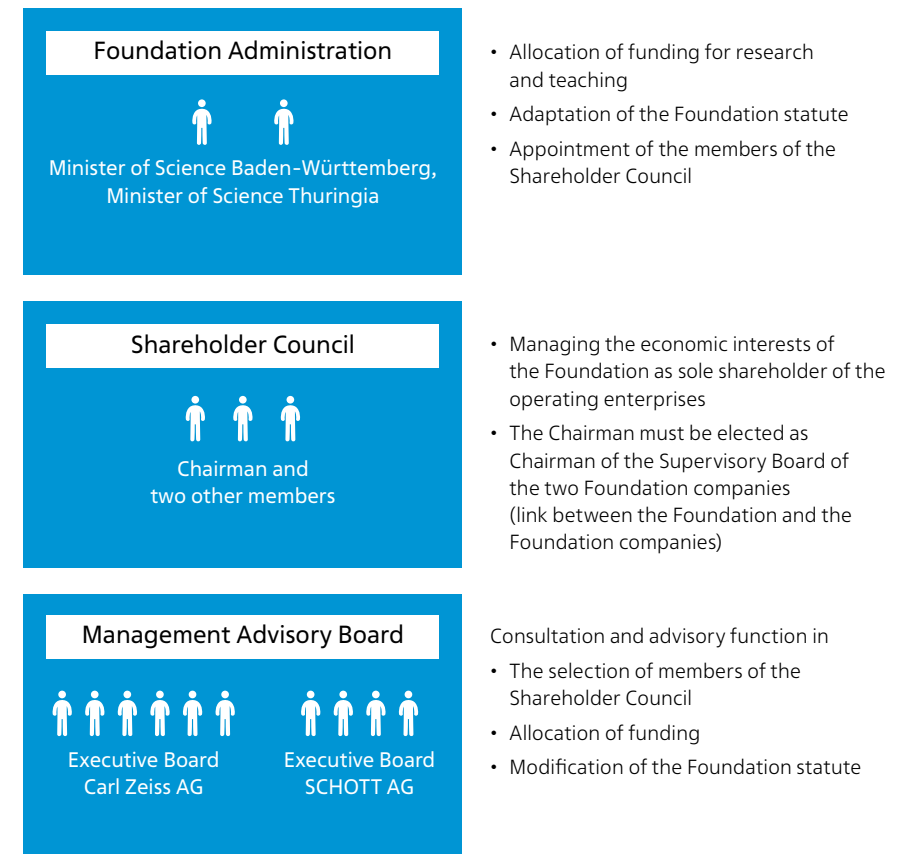 Foundation Administration
Minister of Science Baden-Württemberg,
Minister of Science Thuringia
• Allocation of funding for research
and teaching
• Adaptation of the Foundation statute
• Appointment of the members of the
Shareholder Council
Shareholder Council
Chairman and
two other members
• Managing the economic interests of
the Foundation as sole shareholder of the
operating enterprises
• The Chairman must be elected as
Chairman of the Supervisory Board of
the two Foundation companies
(link between the Foundation and the
Foundation companies)
Management Advisory Board
Executive Board
Carl Zeiss AG
Executive Board
SCHOTT AG
Consultation and advisory function in
• The selection of members of the
Shareholder Council
• Allocation of funding
• Modification of the Foundation statute